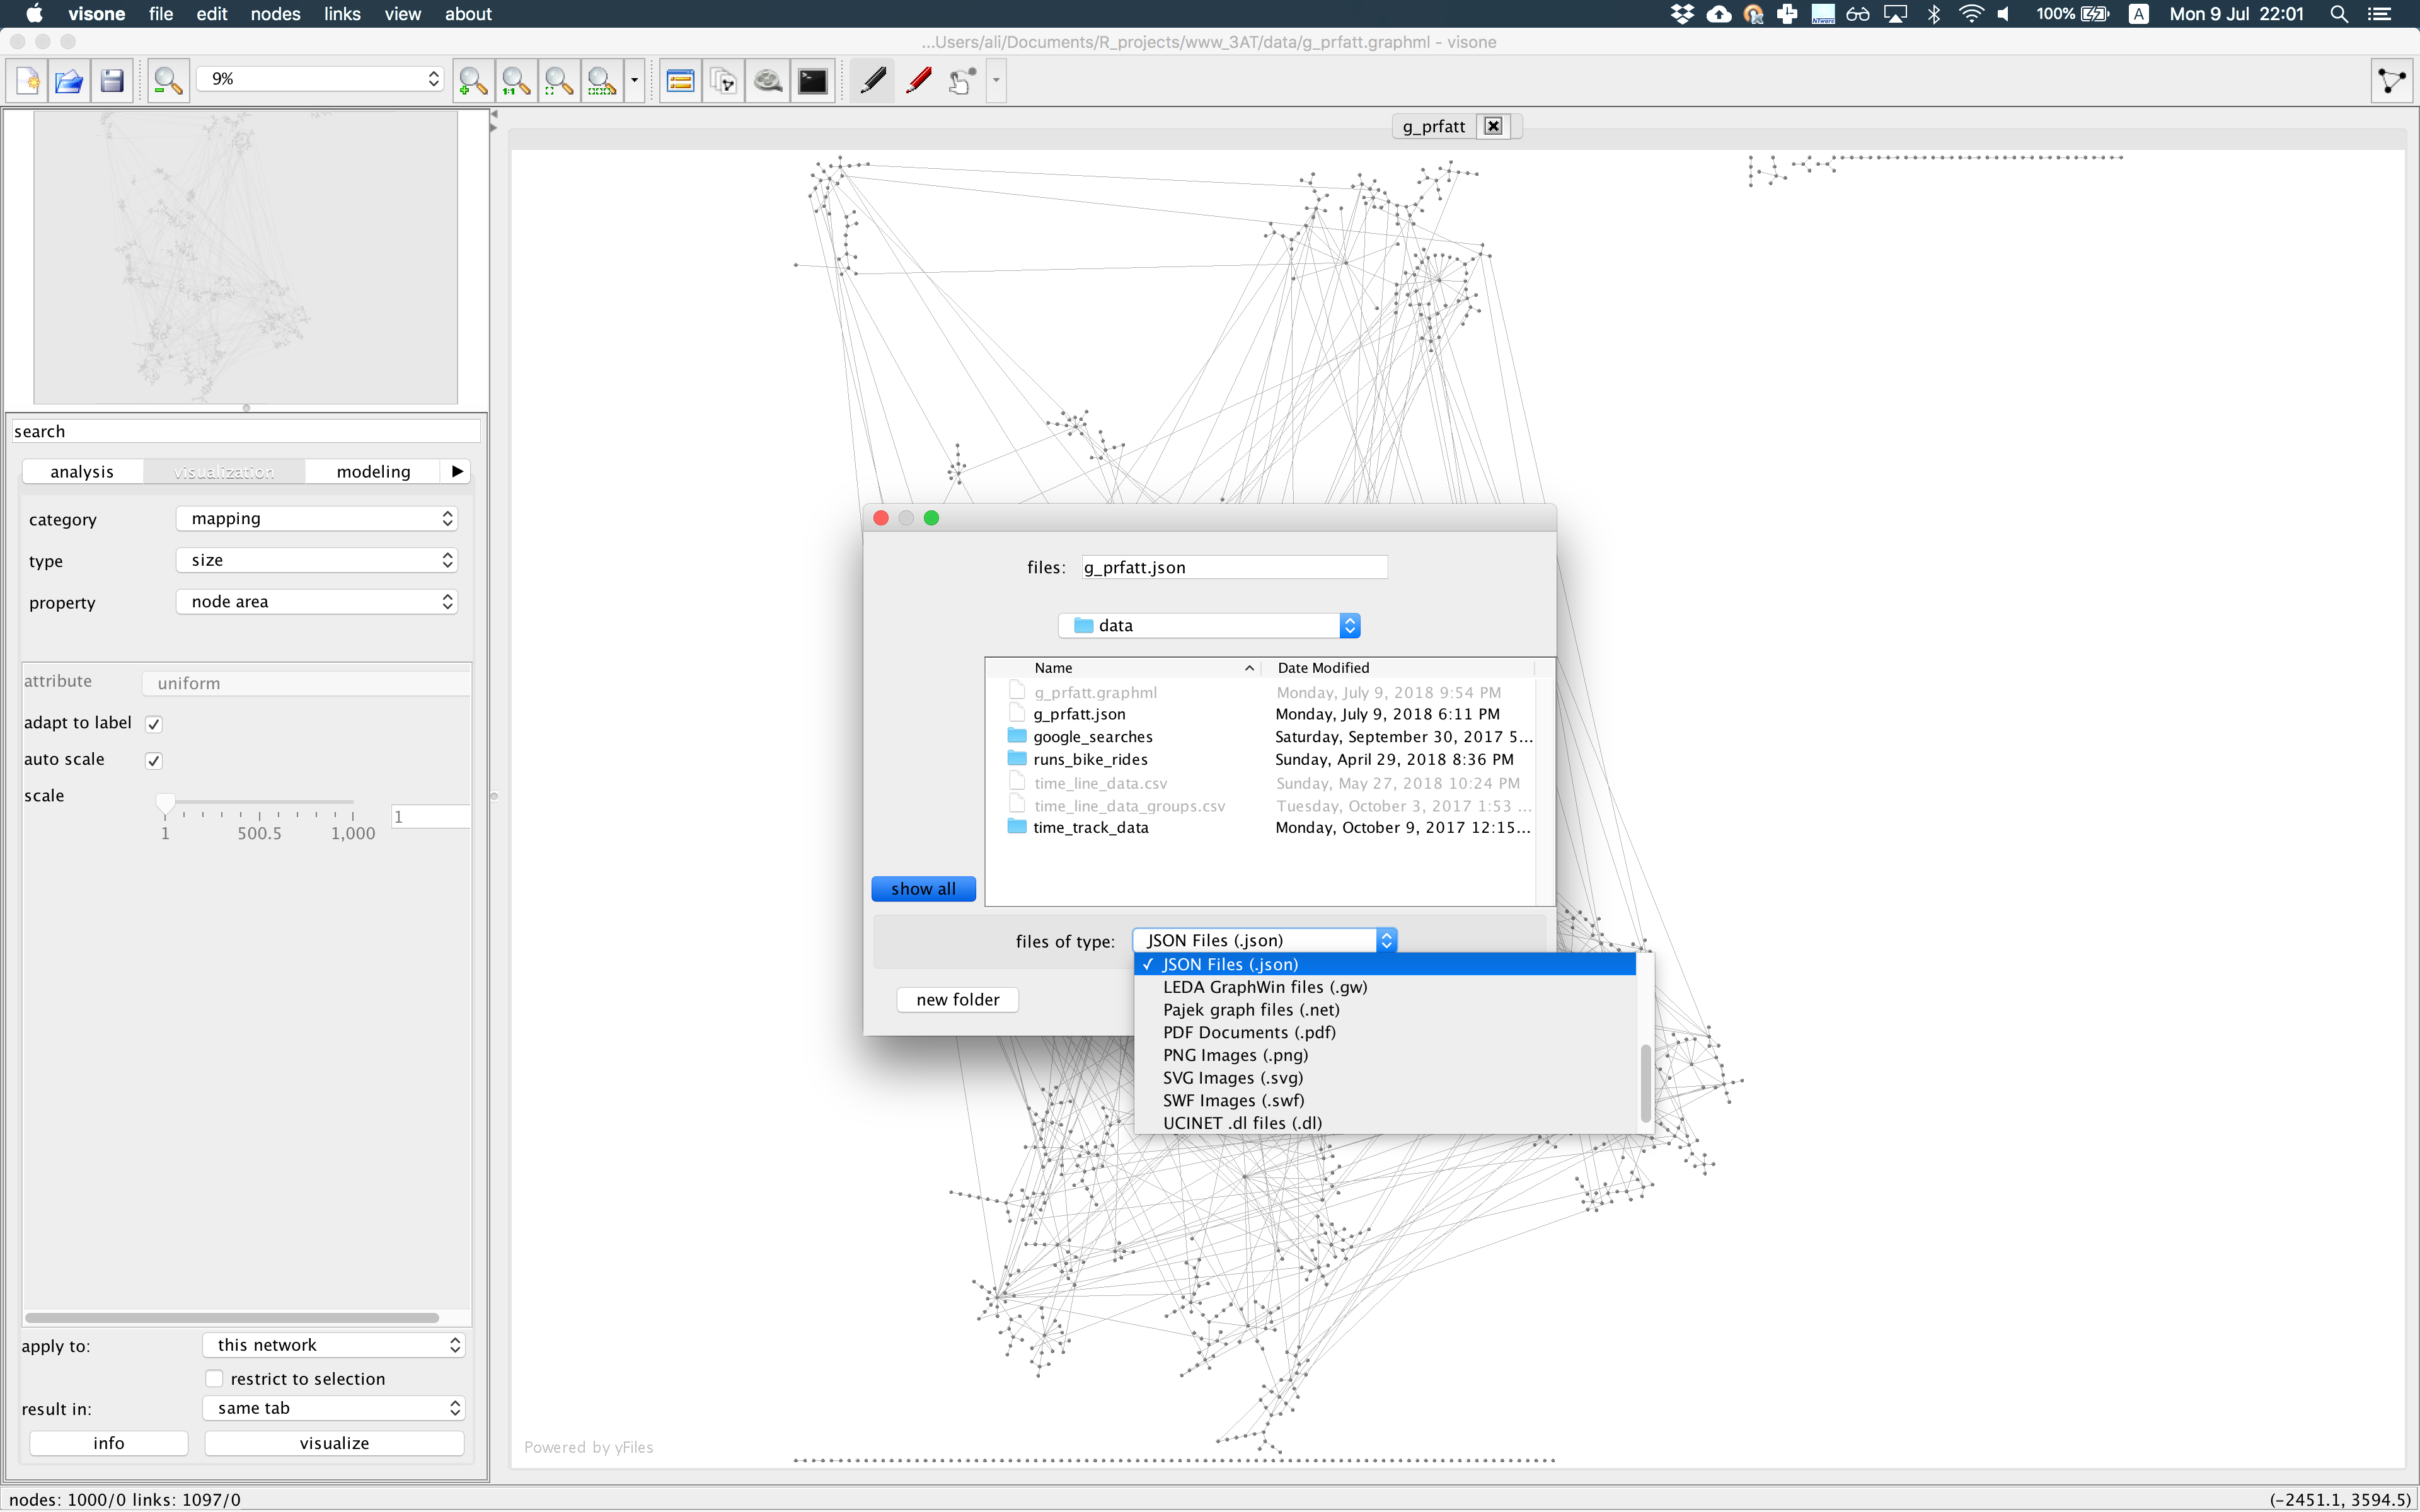 visone file edit nodes links view about 100% A Mon 9 Jul 22:01
...Users/ali/Documents/R_projects/www_3AT/data/g_prfatt.graphml - visone
9%
g_prfatt
search
analysis visualization modeling
category mapping
type size
property node area
attribute uniform
adapt to label
auto scale
scale 1
1 500.5 1,000
files: g_prfatt.json
data
Name Date Modified
g_prfatt.graphml Monday, July 9, 2018 9:54 PM
g_prfatt.json Monday, July 9, 2018 6:11 PM
google_searches Saturday, September 30, 2017 5...
runs_bike_rides Sunday, April 29, 2018 8:36 PM
time_line_data.csv Sunday, May 27, 2018 10:24 PM
time_line_data_groups.csv Tuesday, October 3, 2017 1:53 ...
time_track_data Monday, October 9, 2017 12:15...
show all
files of type: JSON Files (.json)
JSON Files (.json)
LEDA GraphWin files (.gw)
new folder
Pajek graph files (.net)
PDF Documents (.pdf)
PNG Images (.png)
SVG Images (.svg)
SWF Images (.swf)
UCINET .dl files (.dl)
apply to: this network
restrict to selection
result in: same tab
info visualize
Powered by yFiles
nodes: 1000/0 links: 1097/0 (-2451.1, 3594.5)